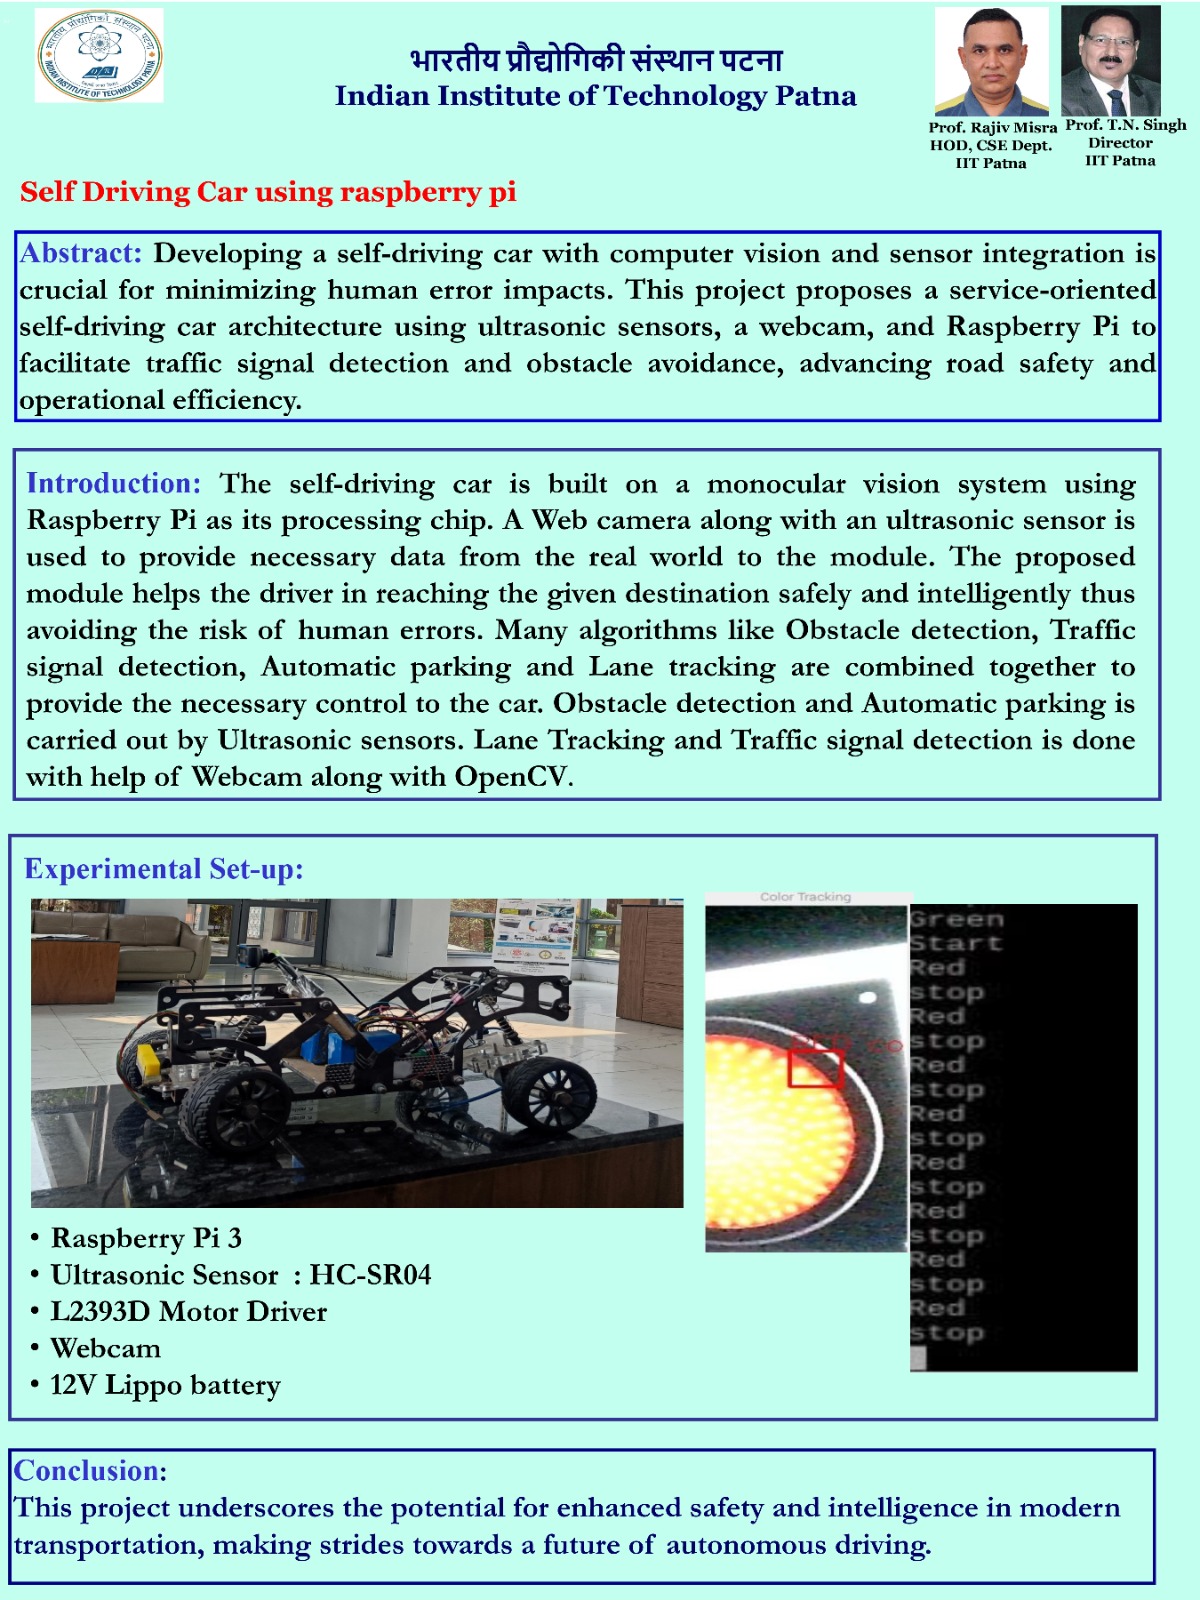 भारतीय प्रौद्योगिकी संस्थान पटना
Indian Institute of Technology Patna
भारतीय प्रौद्योगिकी संस्थान पटना
INDIAN INSTITUTE OF TECHNOLOGY PATNA
Prof. Rajiv Misra
HOD, CSE Dept.
IIT Patna
Prof. T.N. Singh
Director
IIT Patna
Self Driving Car using raspberry pi
Abstract: Developing a self-driving car with computer vision and sensor integration is
crucial for minimizing human error impacts. This project proposes a service-oriented
self-driving car architecture using ultrasonic sensors, a webcam, and Raspberry Pi to
facilitate traffic signal detection and obstacle avoidance, advancing road safety and
operational efficiency.
Introduction: The self-driving car is built on a monocular vision system using
Raspberry Pi as its processing chip. A Web camera along with an ultrasonic sensor is
used to provide necessary data from the real world to the module. The proposed
module helps the driver in reaching the given destination safely and intelligently thus
avoiding the risk of human errors. Many algorithms like Obstacle detection, Traffic
signal detection, Automatic parking and Lane tracking are combined together to
provide the necessary control to the car. Obstacle detection and Automatic parking is
carried out by Ultrasonic sensors. Lane Tracking and Traffic signal detection is done
with help of Webcam along with OpenCV.
Experimental Set-up:
Color Tracking
RED co
Green
Start
Red
stop
Red
stop
Red
stop
Red
stop
Red
stop
Red
stop
Red
stop
Red
stop
• Raspberry Pi 3
• Ultrasonic Sensor : HC-SR04
• L2393D Motor Driver
• Webcam
• 12V Lippo battery
Conclusion:
This project underscores the potential for enhanced safety and intelligence in modern
transportation, making strides towards a future of autonomous driving.